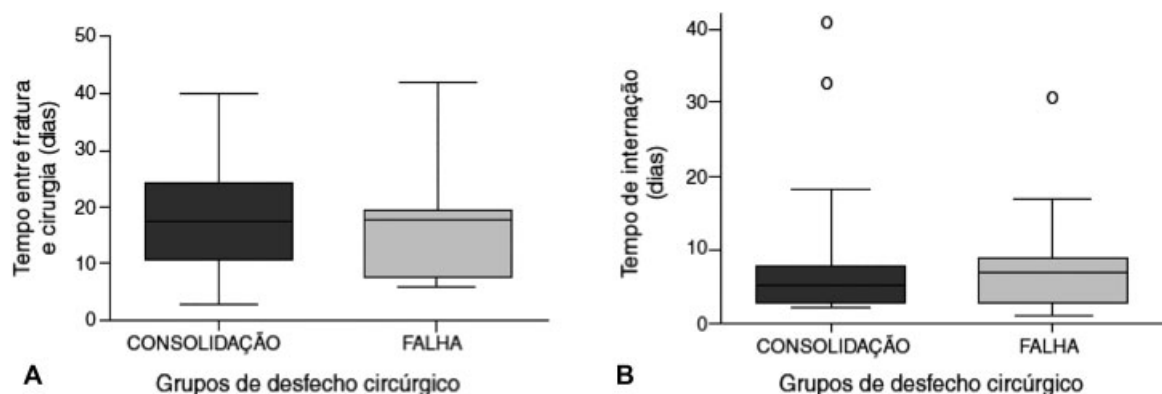 Tempo entre fratura
e cirurgia (dias)
50
40
30
20
10
0
CONSOLIDAÇÃO FALHA
A Grupos de desfecho circúrgico
Tempo de internação
(dias)
40
30
20
10
0
CONSOLIDAÇÃO FALHA
B Grupos de desfecho circúrgico